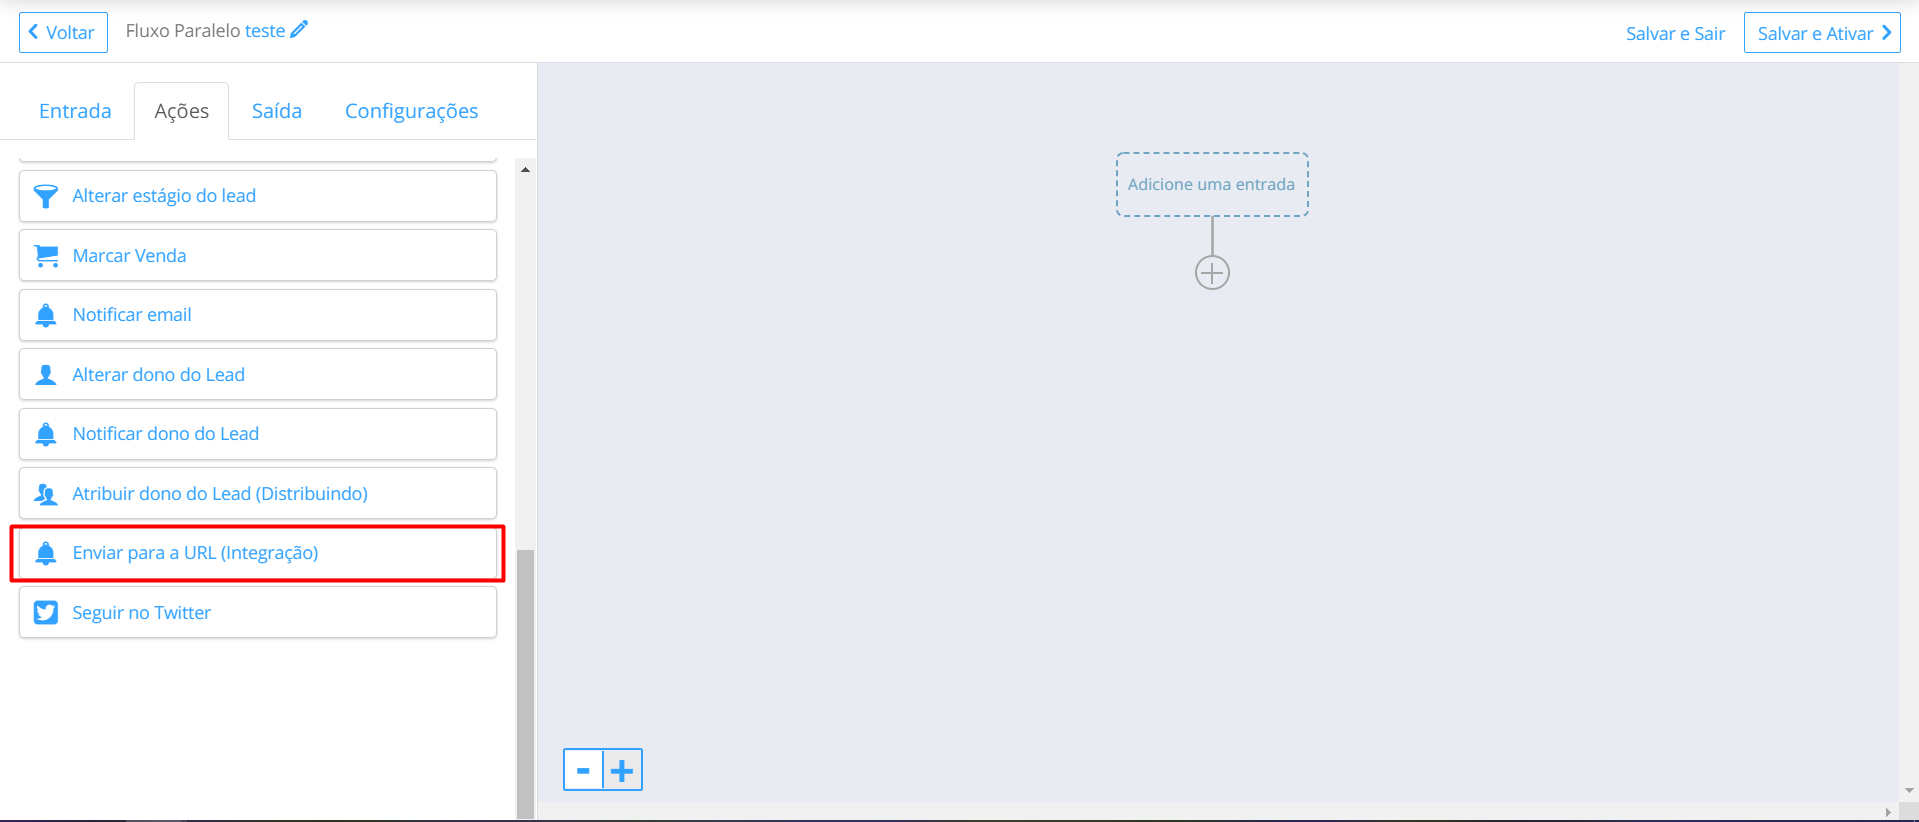 Voltar
Fluxo Paralelo teste
Salvar e Sair
Salvar e Ativar
Entrada
Ações
Saída
Configurações
Alterar estágio do lead
Marcar Venda
Notificar email
Alterar dono do Lead
Notificar dono do Lead
Atribuir dono do Lead (Distribuindo)
Enviar para a URL (Integração)
Seguir no Twitter
Adicione uma entrada